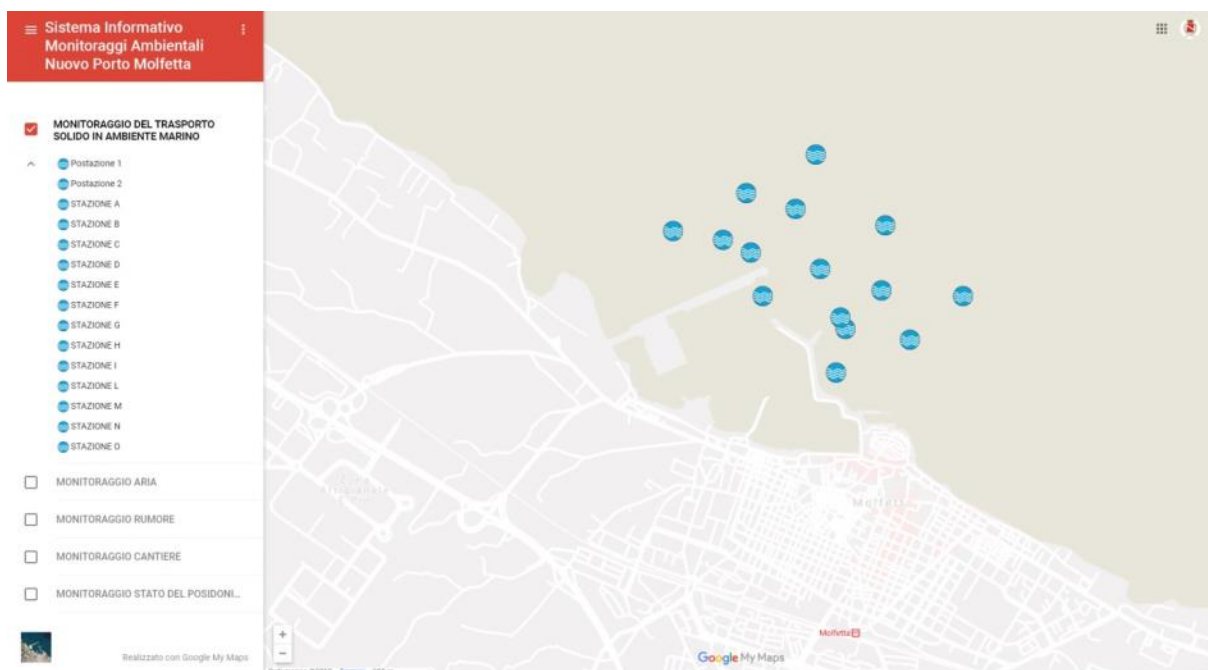 Sistema Informativo
Monitoraggi Ambientali
Nuovo Porto Molfetta
MONITORAGGIO DEL TRASPORTO
SOLIDO IN AMBIENTE MARINO
Postazione 1
Postazione 2
STAZIONE A
STAZIONE B
STAZIONE C
STAZIONE D
STAZIONE E
STAZIONE F
STAZIONE G
STAZIONE H
STAZIONE I
STAZIONE L
STAZIONE M
STAZIONE N
STAZIONE O
MONITORAGGIO ARIA
MONITORAGGIO RUMORE
MONITORAGGIO CANTIERE
MONITORAGGIO STATO DEL POSIDONI...
Realizzato con Google My Maps
Artigianale
Molfett
Molfetta
Google My Maps